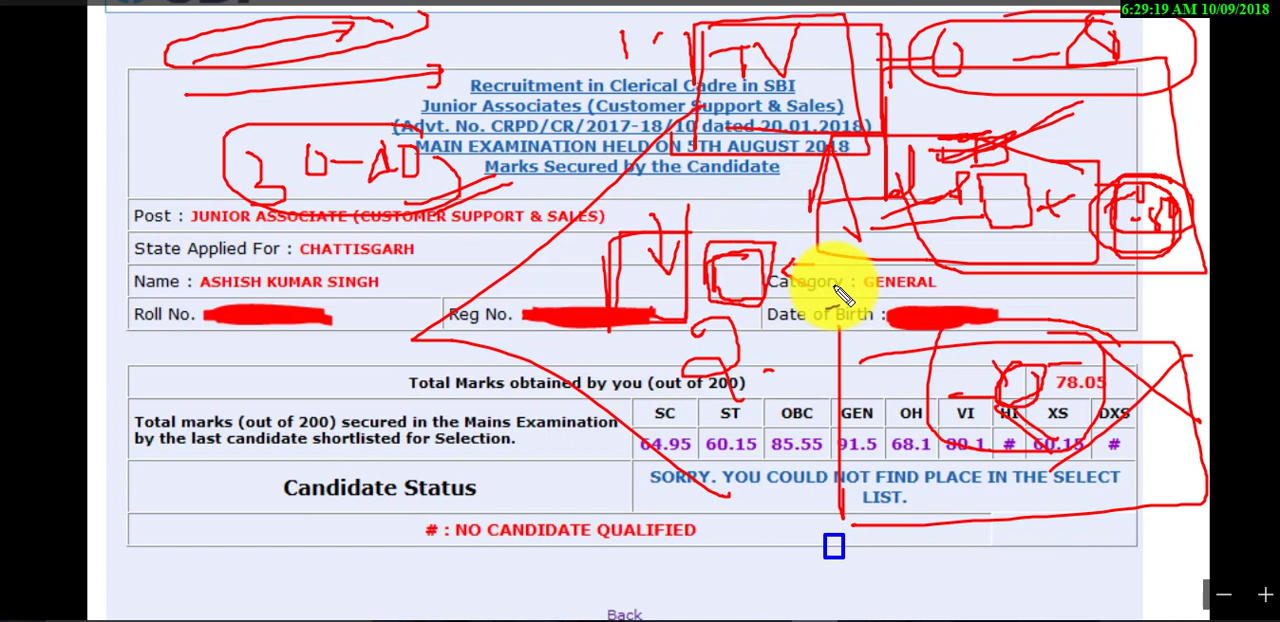 6:29:19 AM 10/09/2018
Recruitment in Clerical Cadre in SBI
Junior Associates (Customer Support & Sales)
(Advt. No. CRPD/CR/2017-18/10 dated 20.01.2018)
MAIN EXAMINATION HELD ON 5TH AUGUST 2018
Marks Secured by the Candidate
TV
Post : JUNIOR ASSOCIATE (CUSTOMER SUPPORT & SALES)
State Applied For : CHATTISGARH
Name : ASHISH KUMAR SINGH Category : GENERAL
Roll No. Reg No. Date of Birth :
Total Marks obtained by you (out of 200) 78.05
Total marks (out of 200) secured in the Mains Examination by the last candidate shortlisted for Selection.
SC ST OBC GEN OH VI HI XS DXS
64.95 60.15 85.55 91.5 68.1 80.1 # 60.15 #
Candidate Status
SORRY. YOU COULD NOT FIND PLACE IN THE SELECT
LIST.
# : NO CANDIDATE QUALIFIED
Back